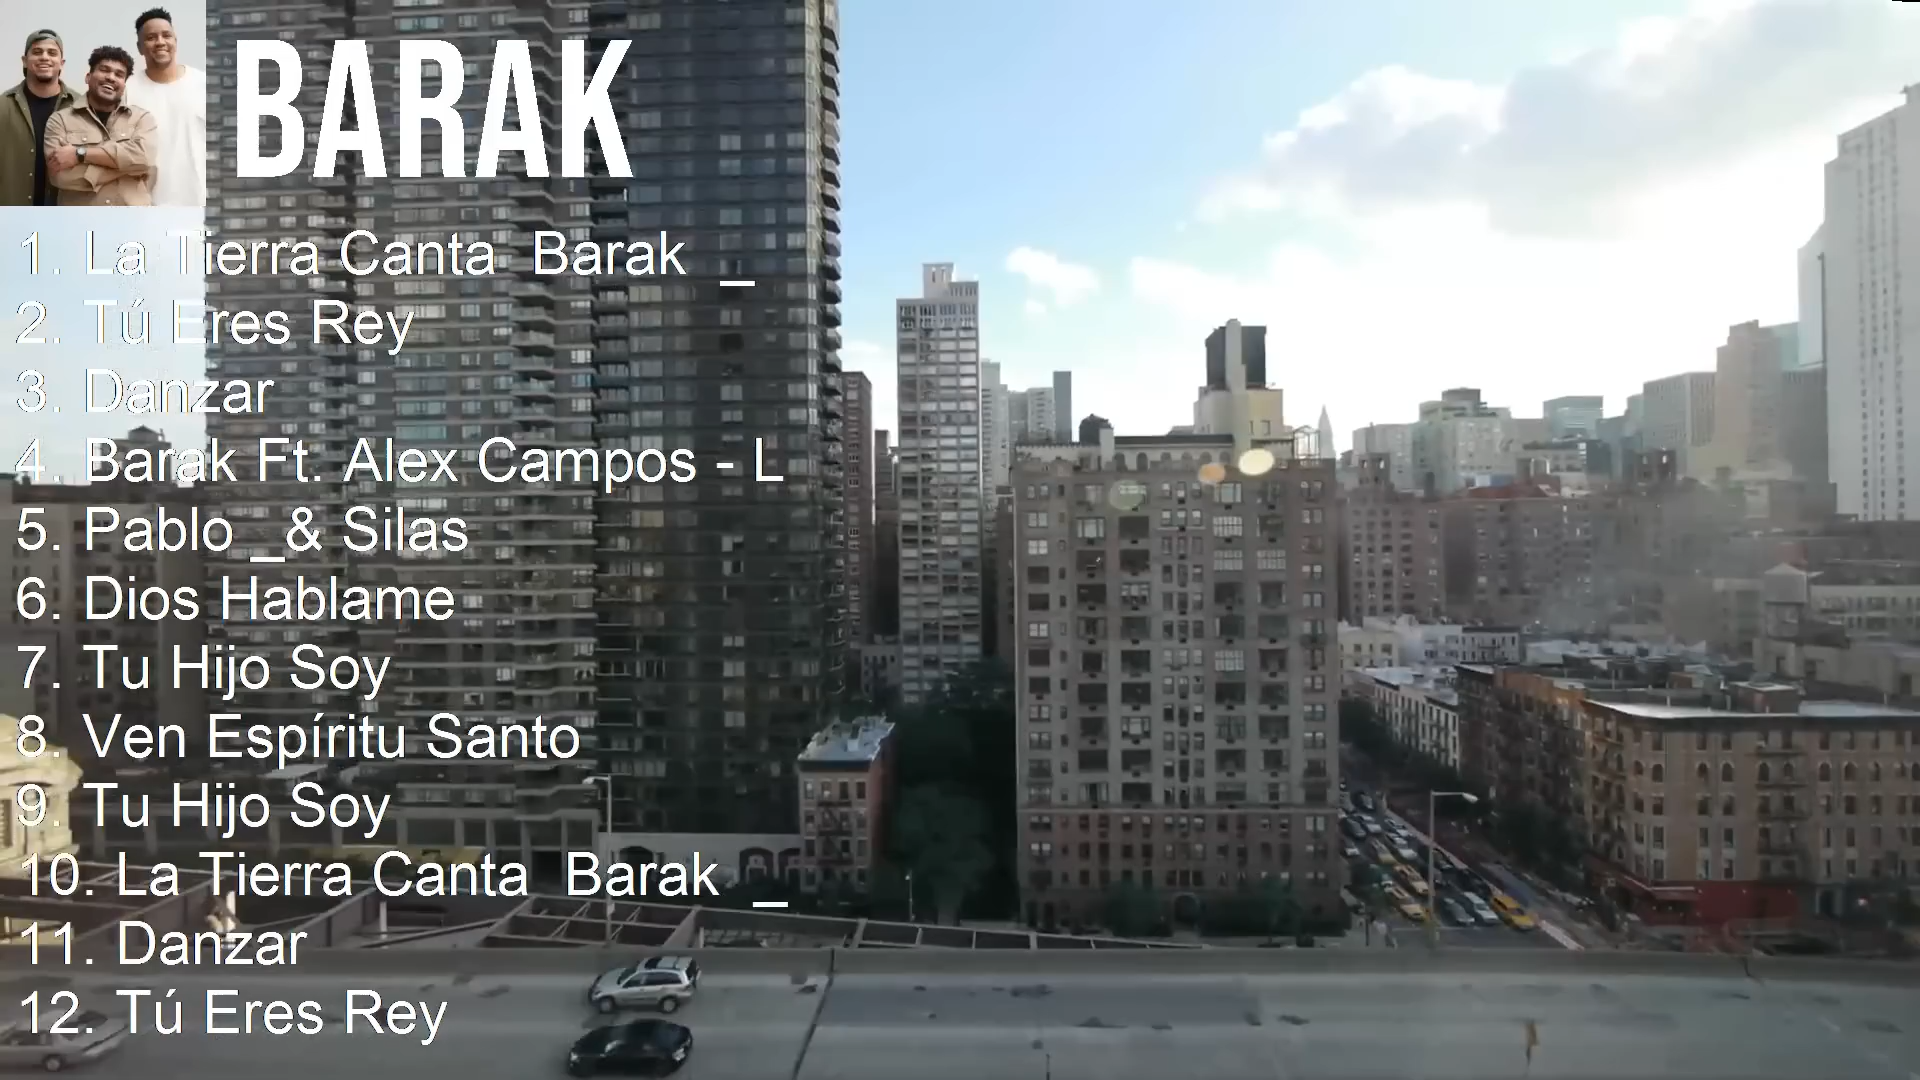 BARAK
1. La Tierra Canta  Barak  _
2. Tú Eres Rey
3. Danzar
4. Barak Ft. Alex Campos - L
5. Pablo _& Silas
6. Dios Hablame
7. Tu Hijo Soy
8. Ven Espíritu Santo
9. Tu Hijo Soy
10. La Tierra Canta  Barak  _
11. Danzar
12. Tú Eres Rey